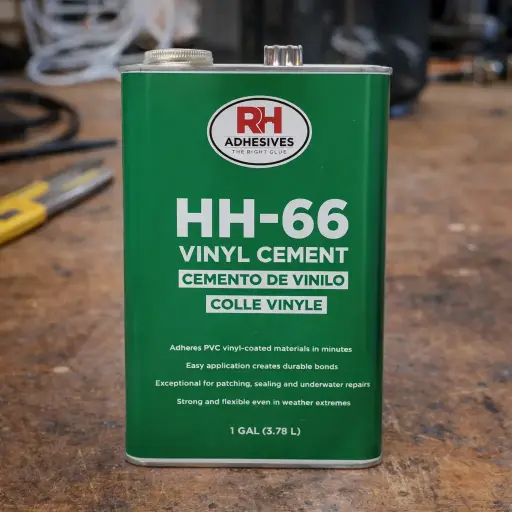 RH
ADHESIVES
THE RIGHT GLUE
HH-66
VINYL CEMENT
CEMENTO DE VINILO
COLLE VINYLE
Adheres PVC vinyl-coated materials in minutes
Easy application creates durable bonds
Exceptional for patching, sealing and underwater repairs
Strong and flexible even in weather extremes
1 GAL (3.78 L)